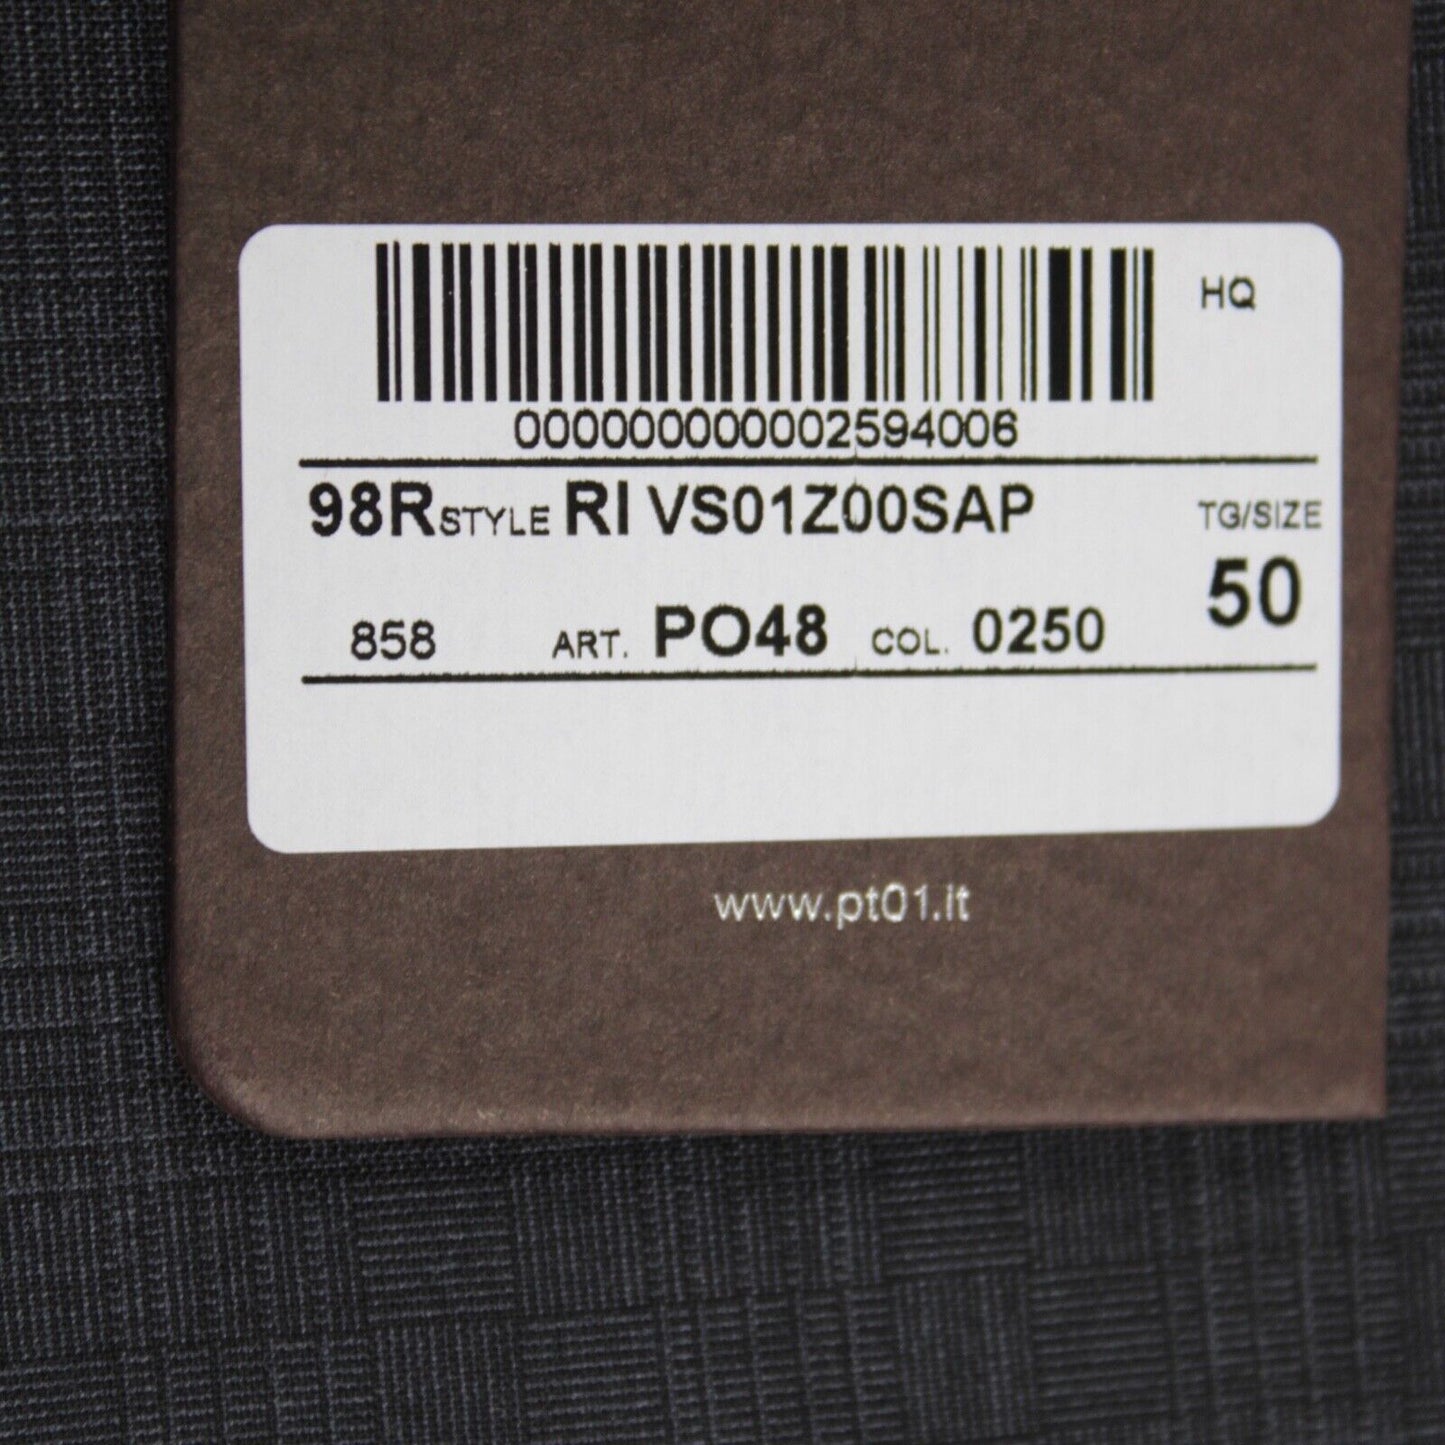 HQ
000000000002594006
98R STYLE RI VS01Z00SAP TG/SIZE
50
858 ART. PO48 COL. 0250
www.pt01.it